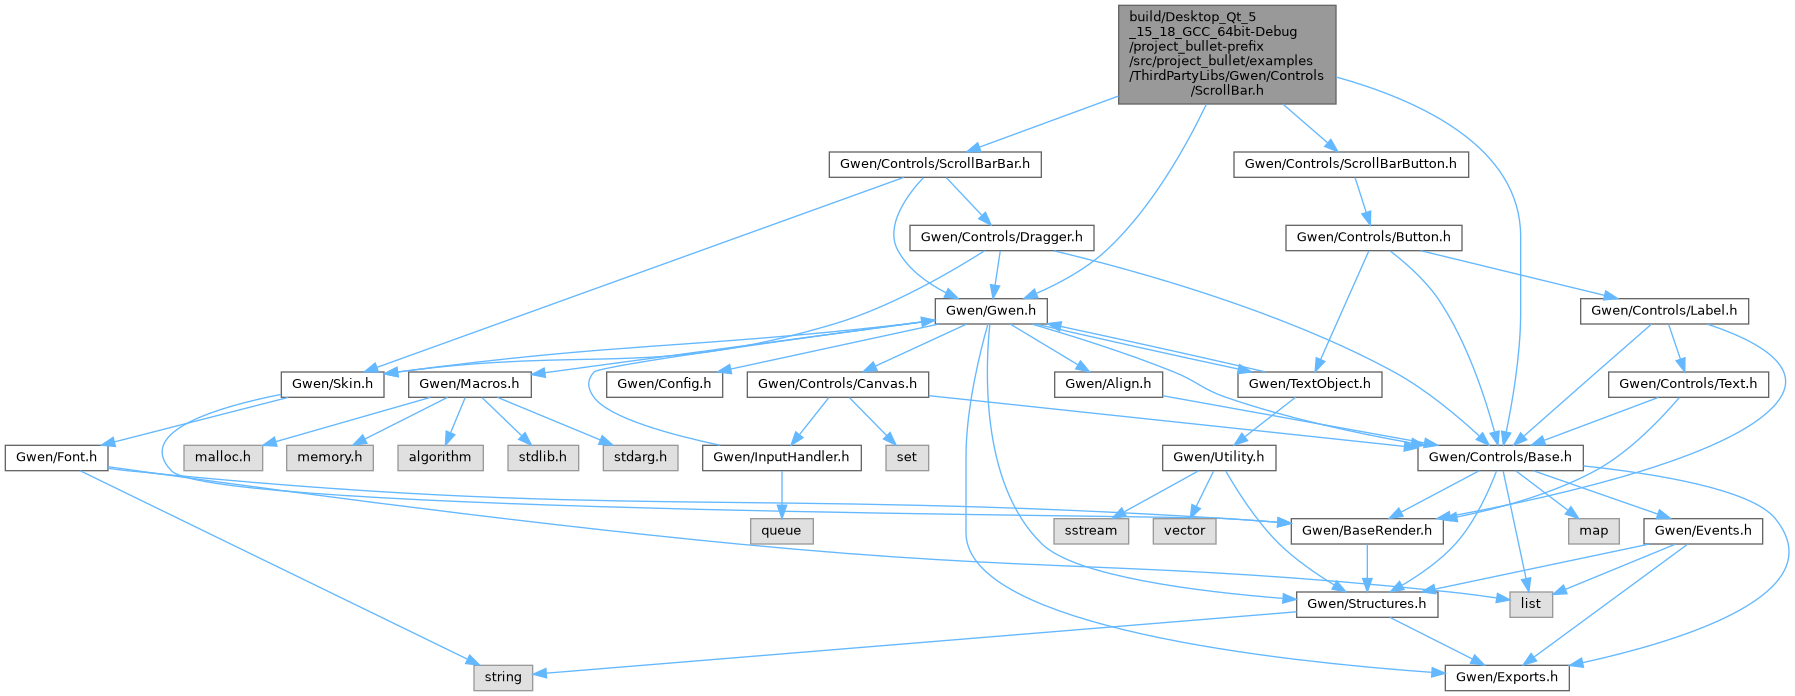 build/Desktop_Qt_5
_15_18_GCC_64bit-Debug
/project_bullet-prefix
/src/project_bullet/examples
/ThirdPartyLibs/Gwen/Controls
/ScrollBar.h
Gwen/Controls/ScrollBarBar.h
Gwen/Controls/ScrollBarButton.h
Gwen/Controls/Dragger.h
Gwen/Controls/Button.h
Gwen/Gwen.h
Gwen/Controls/Label.h
Gwen/Skin.h
Gwen/Macros.h
Gwen/Config.h
Gwen/Controls/Canvas.h
Gwen/Align.h
Gwen/TextObject.h
Gwen/Controls/Text.h
Gwen/Font.h
malloc.h
memory.h
algorithm
stdlib.h
stdarg.h
Gwen/InputHandler.h
set
Gwen/Utility.h
Gwen/Controls/Base.h
queue
sstream
vector
Gwen/BaseRender.h
map
Gwen/Events.h
Gwen/Structures.h
list
string
Gwen/Exports.h